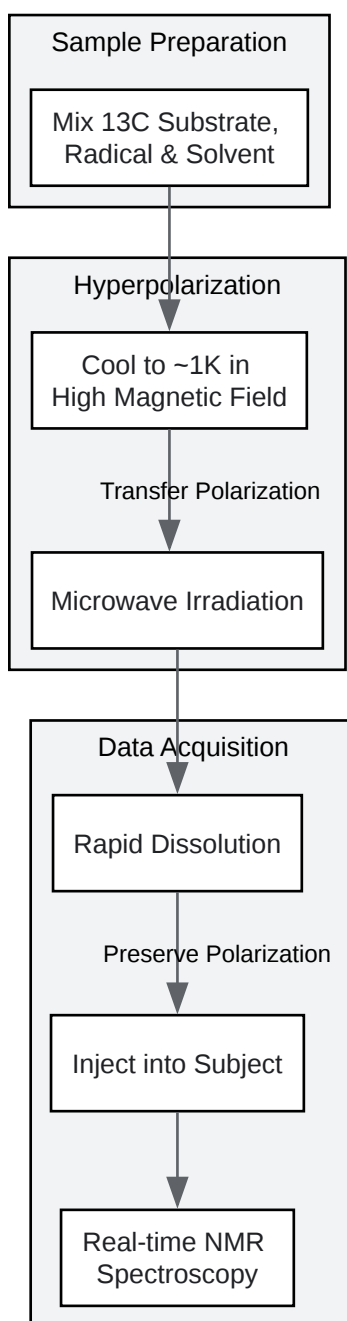 Sample Preparation
Mix 13C Substrate,
Radical & Solvent
Hyperpolarization
Cool to ~1K in
High Magnetic Field
Transfer Polarization
Microwave Irradiation
Data Acquisition
Rapid Dissolution
Preserve Polarization
Inject into Subject
Real-time NMR
Spectroscopy